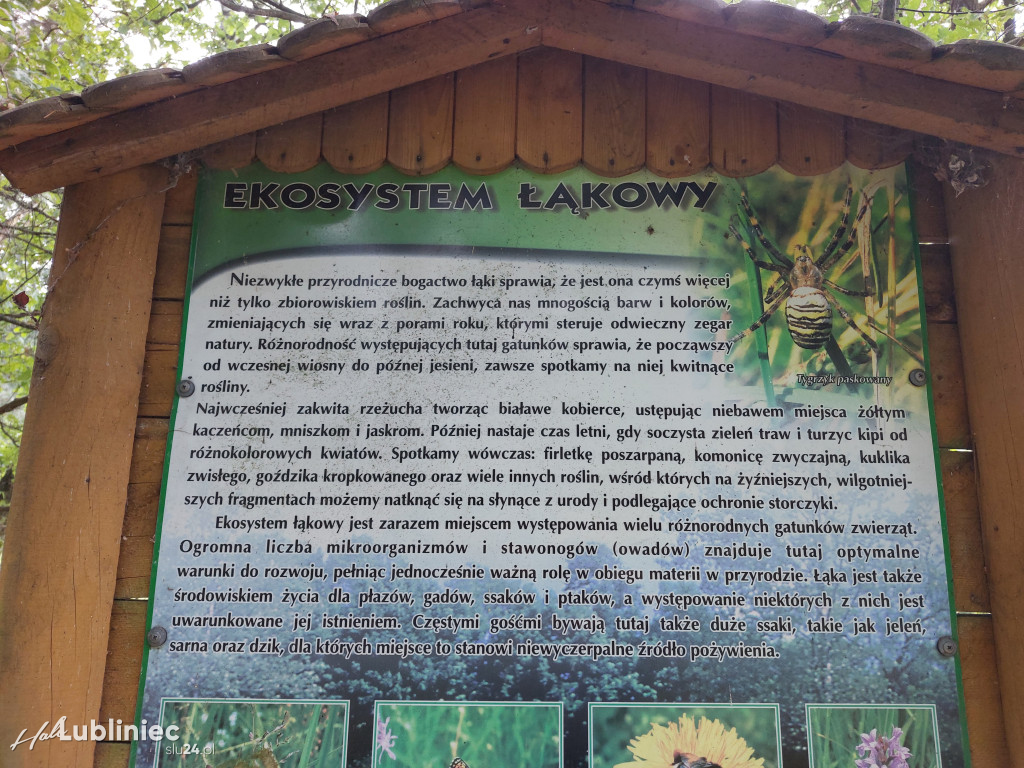 EKOSYSTEM ŁĄKOWY
Niezwykłe przyrodnicze bogactwo łąki sprawia, że jest ona czymś więcej
niż tylko zbiorowiskiem roślin. Zachwyca nas mnogością barw i kolorów,
zmieniających się wraz z porami roku, którymi steruje odwieczny zegar
natury. Różnorodność występujących tutaj gatunków sprawia, że począwszy
od wczesnej wiosny do późnej jesieni, zawsze spotkamy na niej kwitnące
rośliny.
Tygrzyk paskowany
Najwcześniej zakwita rzeżucha tworząc białawe kobierce, ustępując niebawem miejsca żółtym
kaczeńcom, mniszkom i jaskrom. Później nastaje czas letni, gdy soczysta zieleń traw i turzyc kipi od
różnokolorowych kwiatów. Spotkamy wówczas: firletkę poszarpaną, komonicę zwyczajną, kuklika
zwisłego, goździka kropkowanego oraz wiele innych roślin, wśród których na żyźniejszych, wilgotniej-
szych fragmentach możemy natknąć się na słynące z urody i podlegające ochronie storczyki.
Ekosystem łąkowy jest zarazem miejscem występowania wielu różnorodnych gatunków zwierząt.
Ogromna liczba mikroorganizmów i stawonogów (owadów) znajduje tutaj optymalne
warunki do rozwoju, pełniąc jednocześnie ważną rolę w obiegu materii w przyrodzie. Łąka jest także
środowiskiem życia dla płazów, gadów, ssaków i ptaków, a występowanie niektórych z nich jest
uwarunkowane jej istnieniem. Częstymi gośćmi bywają tutaj także duże ssaki, takie jak jeleń,
sarna oraz dzik, dla których miejsce to stanowi niewyczerpalne źródło pożywienia.
Halo Lubliniec
slu24.pl